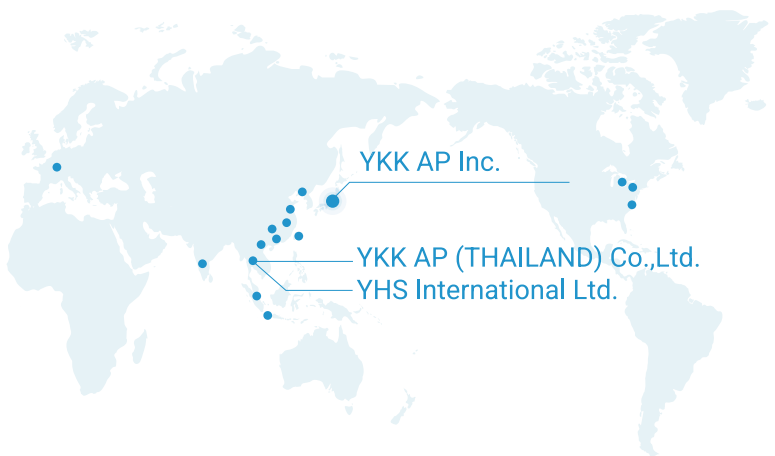 YKK AP Inc.
YKK AP (THAILAND) Co.,Ltd.
YHS International Ltd.